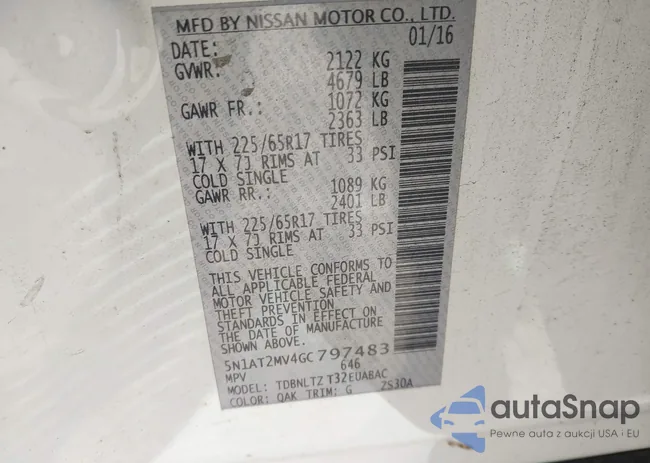 MFD BY NISSAN MOTOR CO., LTD.
DATE: 01/16
GVWR: 2122 KG
4679 LB
GAWR FR.: 1072 KG
2363 LB
WITH 225/65R17 TIRES
17 X 7J RIMS AT 33 PSI
COLD SINGLE
GAWR RR.: 1089 KG
2401 LB
WITH 225/65R17 TIRES
17 X 7J RIMS AT 33 PSI
COLD SINGLE
THIS VEHICLE CONFORMS TO
ALL APPLICABLE FEDERAL
MOTOR VEHICLE SAFETY AND
THEFT PREVENTION
STANDARDS IN EFFECT ON
THE DATE OF MANUFACTURE
5N1AT2MV4GC797483
MPV 646
MODEL: TDBNLTZ T32EUABAC
COLOR: QAK TRIM: G 2S30A
autoSnap
Pewne auta z aukcji USA i EU